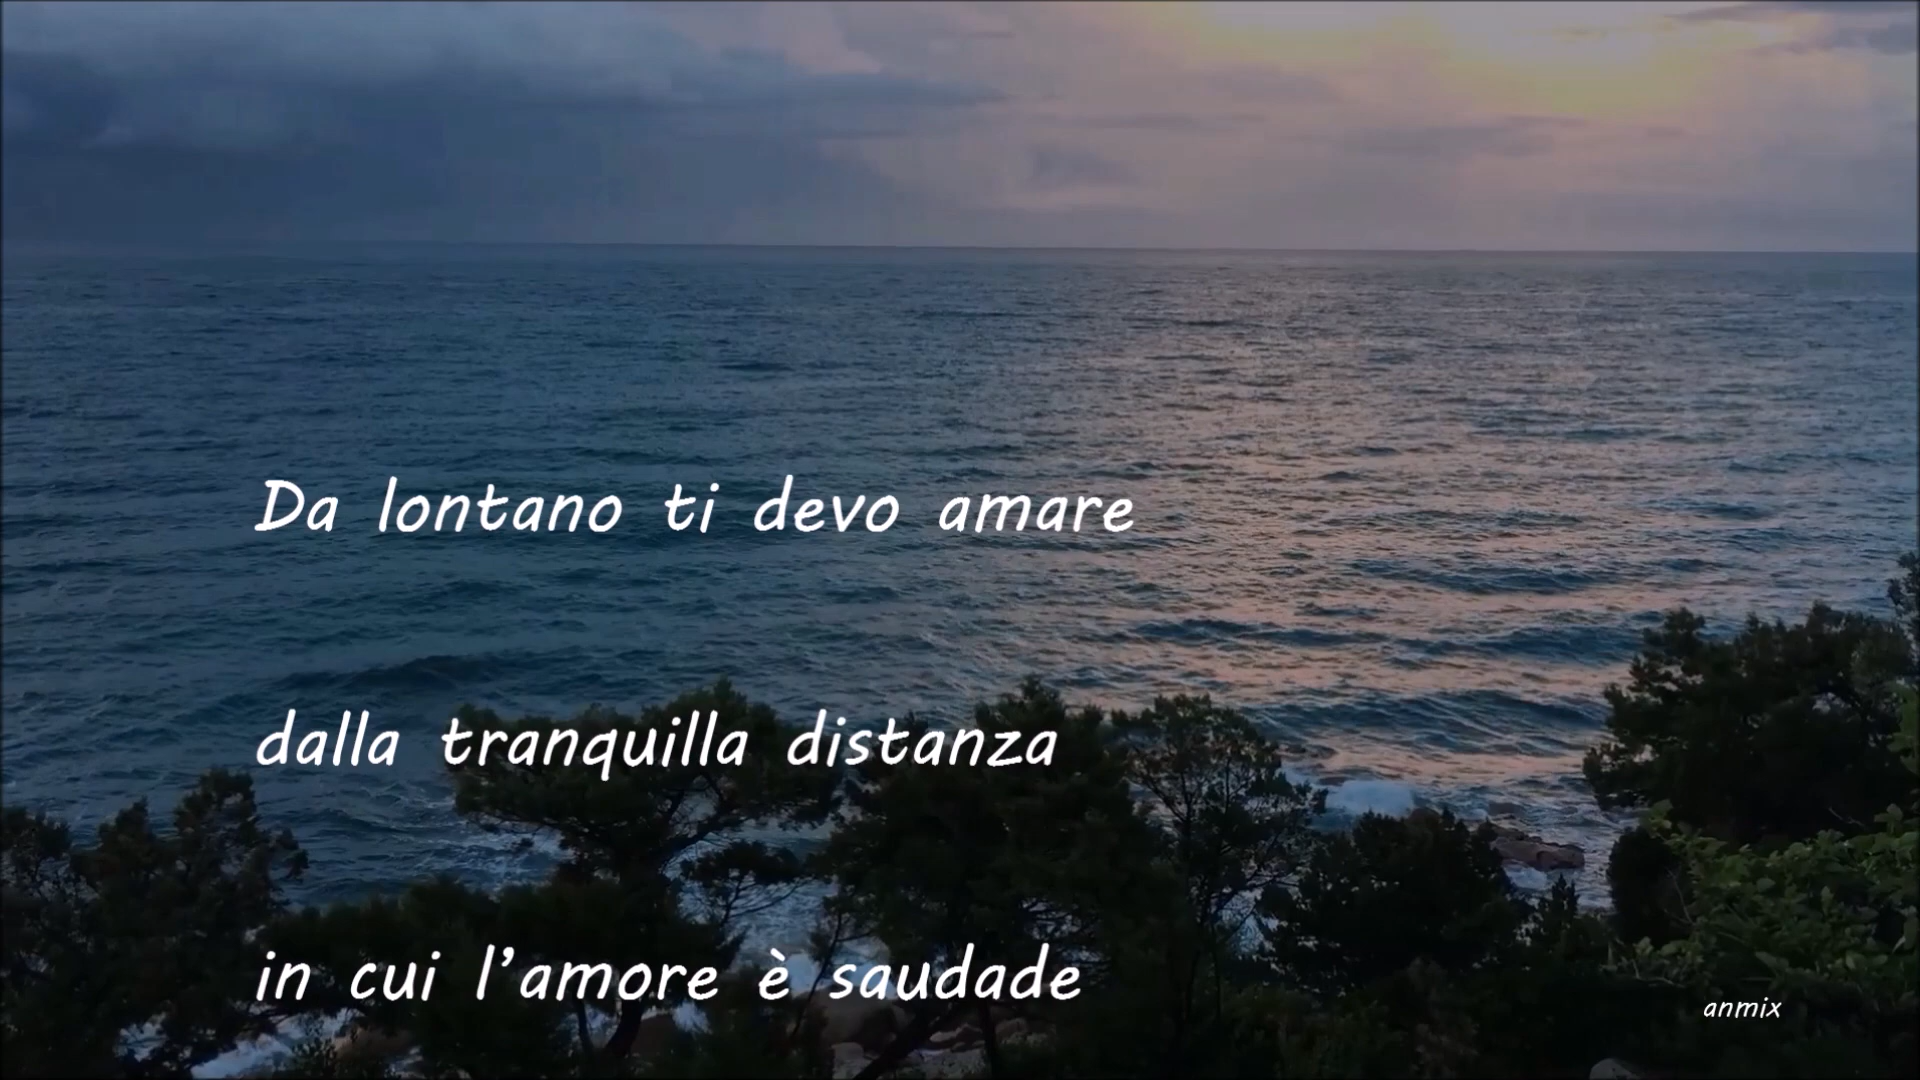 Da lontano ti devo amare
dalla tranquilla distanza
in cui l’amore è saudade
anmix